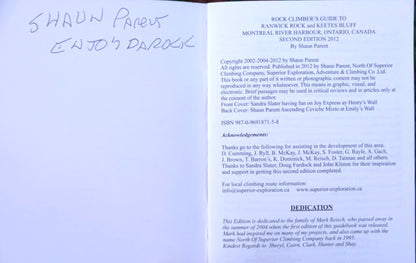 SHAUN Parent
ENJOY DA ROCK
ROCK CLIMBER'S GUIDE TO
RANWICK ROCK and KEETES BLUFF
MONTREAL RIVER HARBOUR, ONTARIO, CANADA
SECOND EDITION 2012
By Shaun Parent
Copyright 2002-2004-2012 by Shaun Parent
All rights reserved. Published in 2012 by Shaun Parent, North Of Superior
Climbing Company, Superior Exploration, Adventure & Climbing Co. Ltd.
This book or any part of it written or photographic content may not be
reproduced in any way whatsoever. This means in graphic, visual, and
electronic. Brief passages may be used in critical reviews and in articles only at
the consent of the author.
Front Cover: Sandra Slater having fun on Joy Express ay Henry's Wall
Back Cover: Shaun Parent Ascending Ceviche Mixto at Emily's Wall
ISBN 987-0-9691871-5-8
Acknowledgements:
Thanks go to the following for assisting in the development of this area.
D. Cumming, J. Ryll, B. McKay, J. McKay, S. Foster, G. Rayle, A. Gach,
J. Brown, T. Barron's, K. Dominick, M. Reisch, D. Tatman and all others.
Thanks to Sandra Slater, Doug Furdock and John Klisten for their inspiration
and support in getting this second edition completed.
For local climbing route information:
info@superior-exploration.ca www.superior-exploration.ca
DEDICATION
This Edition is dedicated to the family of Mark Reisch, who passed away in
the summer of 2004 when the first edition of this guidebook was released.
Mark had inspired me on many of my projects, and also came up with the
name North Of Superior Climbing Company back in 1995.
Kindest Regards to Sheryl, Cairn, Clark, Hunter and Shay.